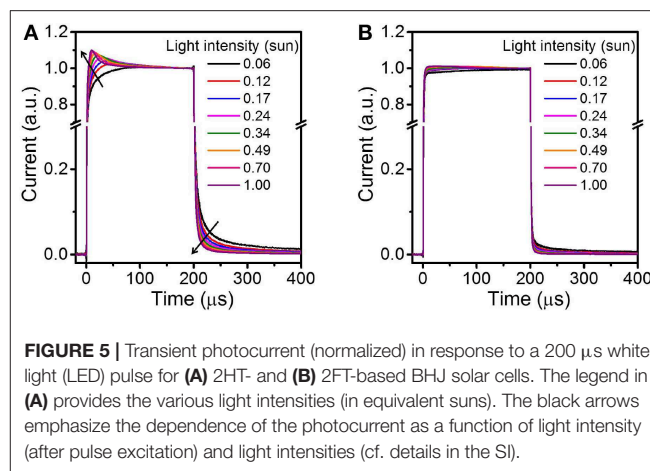 A
B
1.2
1.0
0.8
0.2
0.0
Current (a.u.)
Light intensity (sun)
0.06
0.12
0.17
0.24
0.34
0.49
0.70
1.00
0
100
200
300
400
Time (μs)
1.2
1.0
0.8
0.2
0.0
Current (a.u.)
Light intensity (sun)
0.06
0.12
0.17
0.24
0.34
0.49
0.70
1.00
0
100
200
300
400
Time (μs)
FIGURE 5 | Transient photocurrent (normalized) in response to a 200 μs white
light (LED) pulse for (A) 2HT- and (B) 2FT-based BHJ solar cells. The legend in
(A) provides the various light intensities (in equivalent suns). The black arrows
emphasize the dependence of the photocurrent as a function of light intensity
(after pulse excitation) and light intensities (cf. details in the SI).